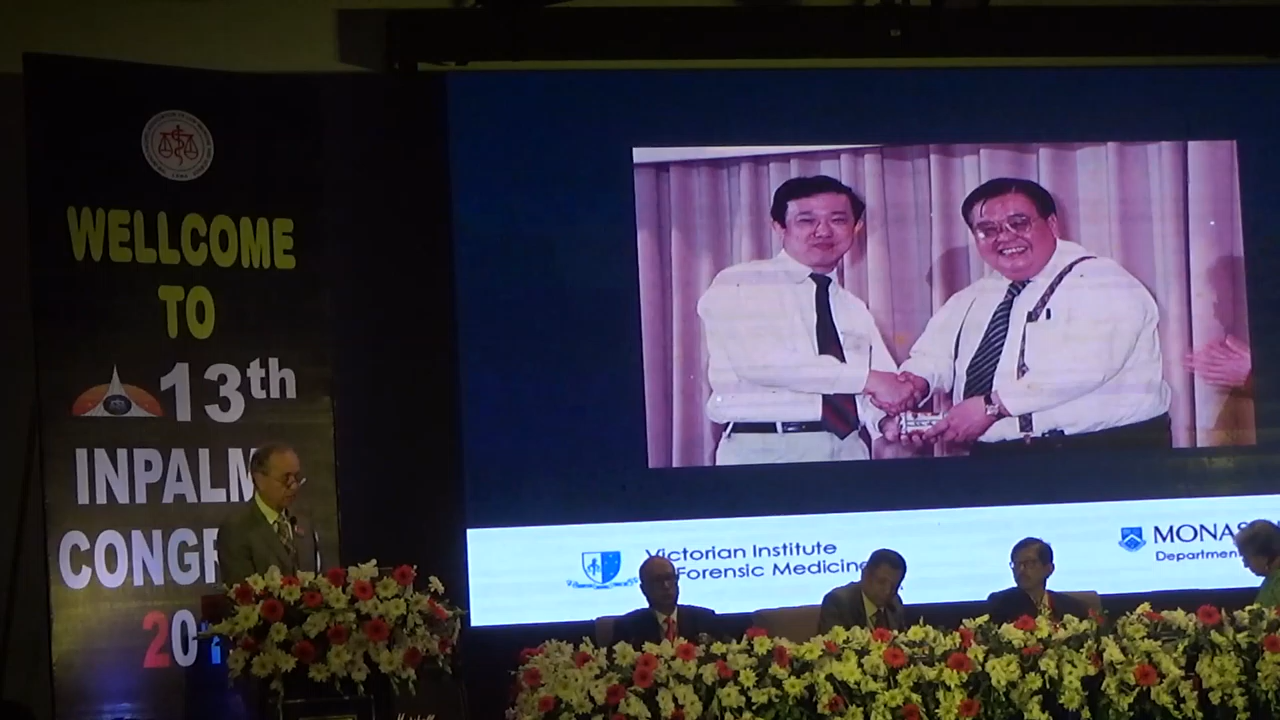 WELLCOME
TO
13th
INPALM
CONGR
20
Victorian Institute
Forensic Medicine
MONAS
Department